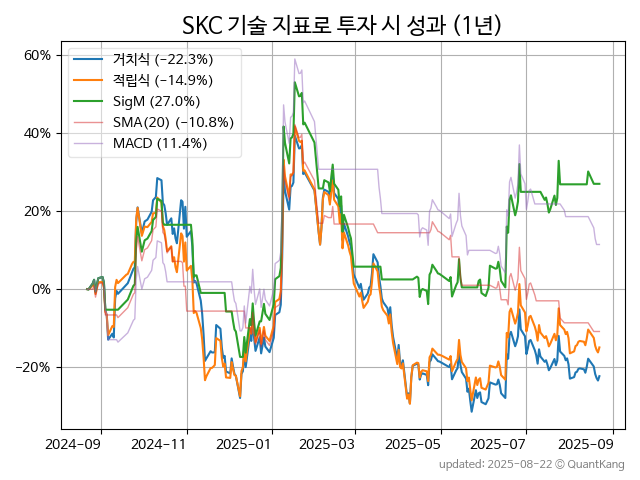 SKC 기술 지표로 투자 시 성과 (1년)
60%
40%
20%
0%
−20%
거치식 (-22.3%)
적립식 (-14.9%)
SigM (27.0%)
SMA(20) (-10.8%)
MACD (11.4%)
2024-09 2024-11 2025-01 2025-03 2025-05 2025-07 2025-09
updated: 2025-08-22 © QuantKang